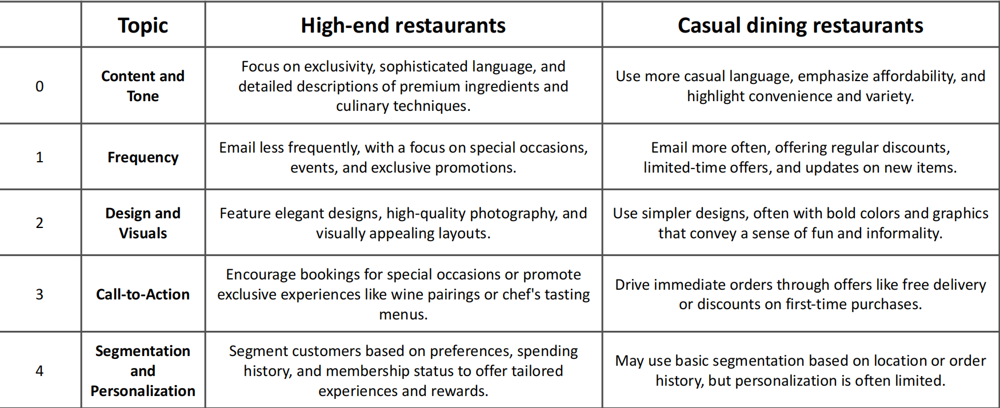 Topic High-end restaurants Casual dining restaurants
0
Content and
Tone
Focus on exclusivity, sophisticated language, and
detailed descriptions of premium ingredients and
culinary techniques.
Use more casual language, emphasize affordability, and
highlight convenience and variety.
1
Frequency
Email less frequently, with a focus on special occasions,
events, and exclusive promotions.
Email more often, offering regular discounts,
limited-time offers, and updates on new items.
2
Design and
Visuals
Feature elegant designs, high-quality photography, and
visually appealing layouts.
Use simpler designs, often with bold colors and graphics
that convey a sense of fun and informality.
3
Call-to-Action
Encourage bookings for special occasions or promote
exclusive experiences like wine pairings or chef's tasting
menus.
Drive immediate orders through offers like free delivery
or discounts on first-time purchases.
4
Segmentation
and
Personalization
Segment customers based on preferences, spending
history, and membership status to offer tailored
experiences and rewards.
May use basic segmentation based on location or order
history, but personalization is often limited.